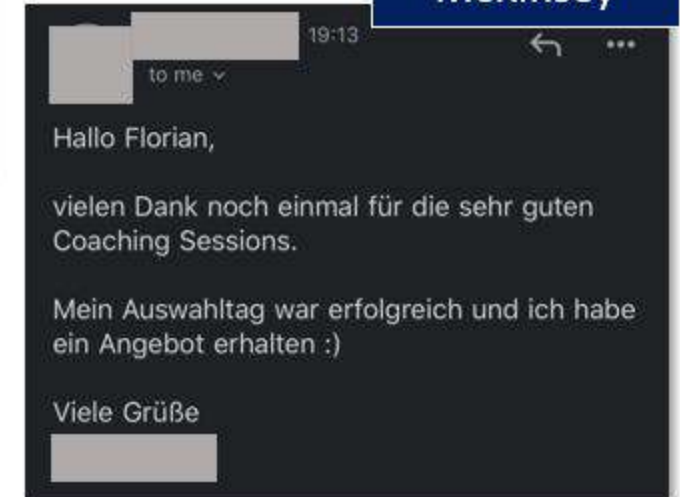 19:13
to me
Hallo Florian,
vielen Dank noch einmal für die sehr guten
Coaching Sessions.
Mein Auswahltag war erfolgreich und ich habe
ein Angebot erhalten :)
Viele Grüße